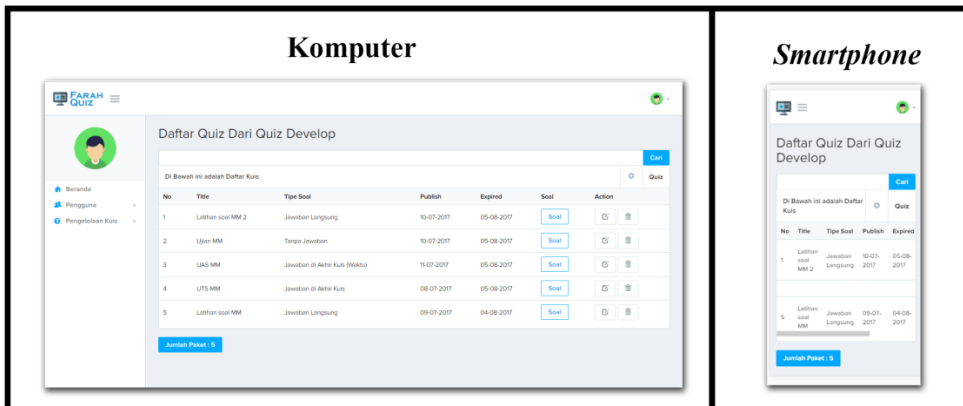 Komputer
FARAH QUIZ
Daftar Quiz Dari Quiz Develop
Cari
Di Bawah ini adalah Daftar Kuis Quiz
Beranda
Pengguna
Pengelolaan Kuis
No Title Tipe Soal Publish Expired Soal Action
1 Latihan soal MM 2 Jawaban Langsung 10-07-2017 05-08-2017 Soal
2 Ujian MM Tanpa Jawaban 10-07-2017 05-08-2017 Soal
3 UAS MM Jawaban di Akhir Kuis (Waktu) 11-07-2017 05-08-2017 Soal
4 UTS MM Jawaban di Akhir Kuis 08-07-2017 05-08-2017 Soal
5 Latihan soal MM Jawaban Langsung 09-07-2017 04-08-2017 Soal
Jumlah Paket : 5
Smartphone
Daftar Quiz Dari Quiz
Develop
Cari
Di Bawah ini adalah Daftar
Kuis
Quiz
No Title Tipe Soal Publish Expired
1 Latihan soal MM 2 Jawaban Langsung 10-07-2017 05-08-2017
5 Latihan soal MM Jawaban Langsung 09-07-2017 04-08-2017
Jumlah Paket : 5